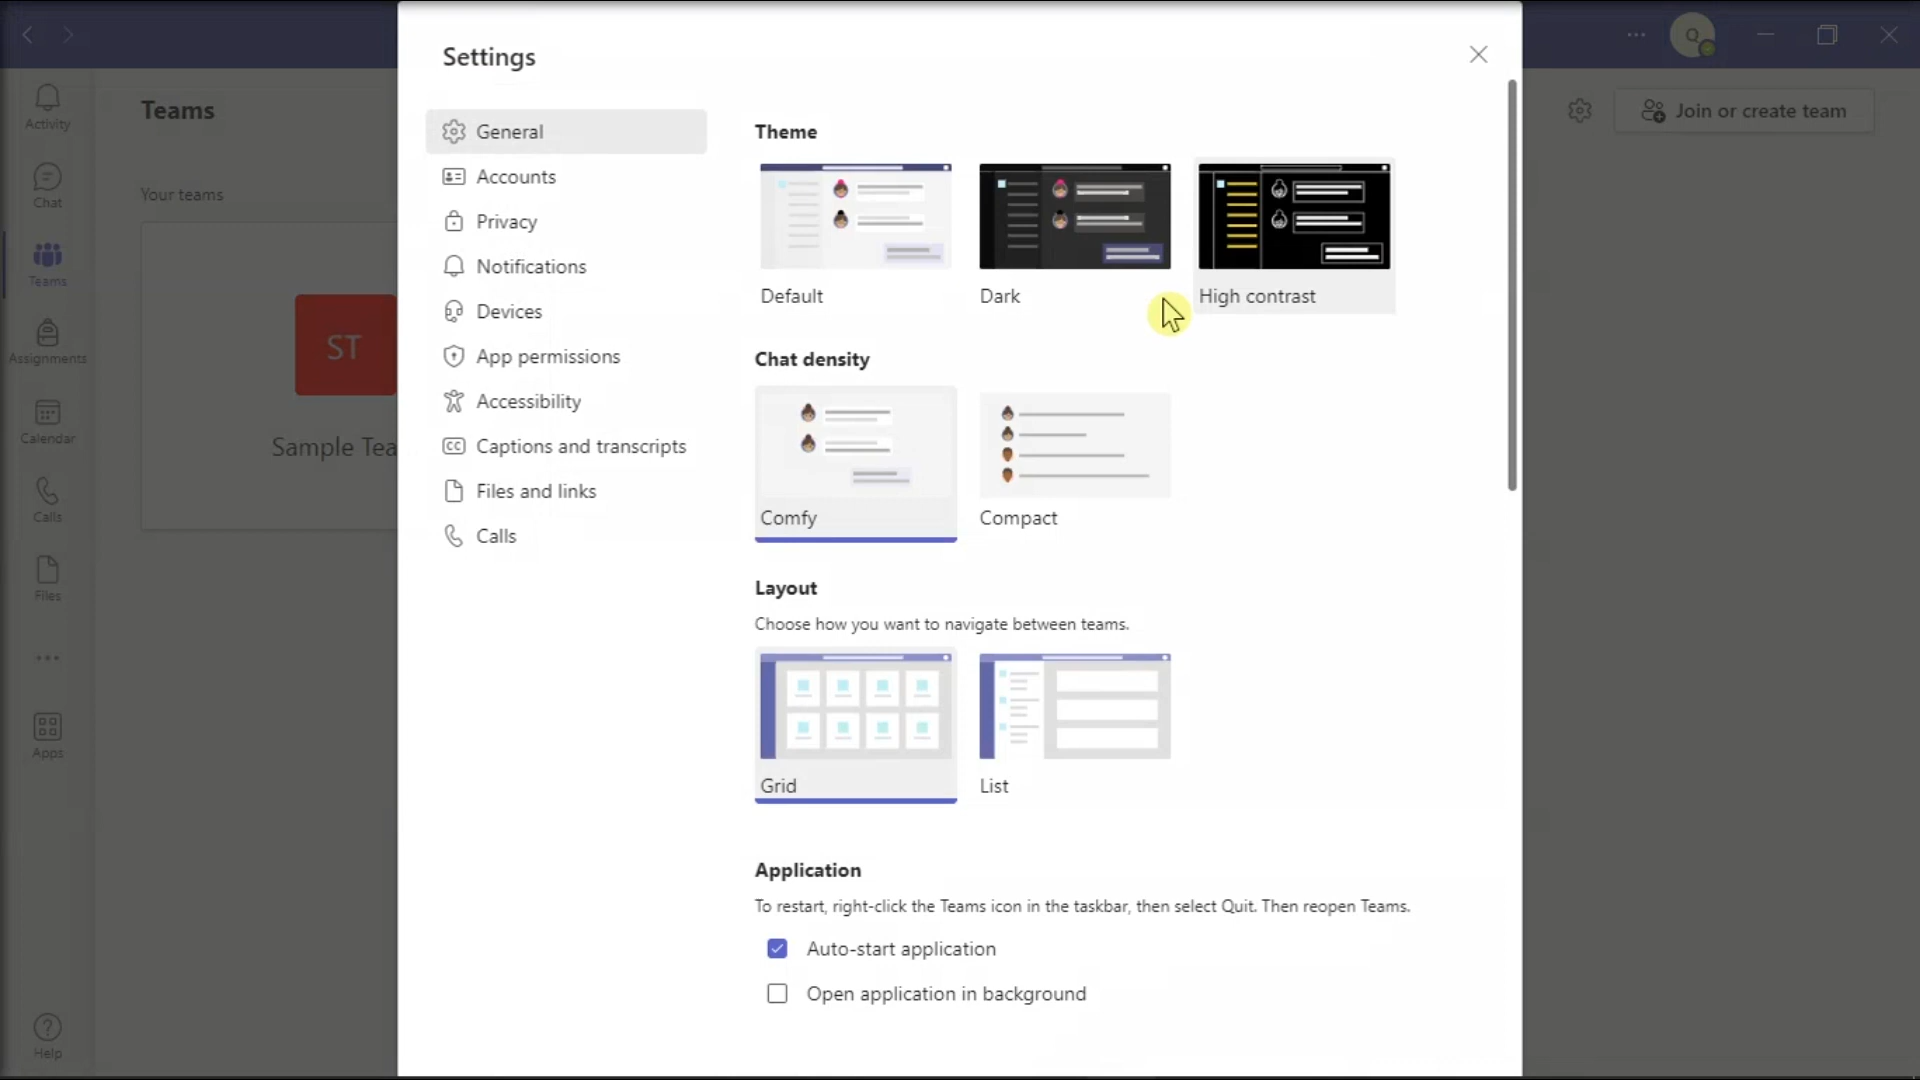 Q
Activity
Chat
Teams
Assignments
Calendar
Calls
Files
Apps
Help
Teams
Your teams
ST
Sample Tea
Join or create team
Settings
General
Accounts
Privacy
Notifications
Devices
App permissions
Accessibility
CC Captions and transcripts
Files and links
Calls
Theme
Default
Dark
High contrast
Chat density
Comfy
Compact
Layout
Choose how you want to navigate between teams.
Grid
List
Application
To restart, right-click the Teams icon in the taskbar, then select Quit. Then reopen Teams.
Auto-start application
Open application in background